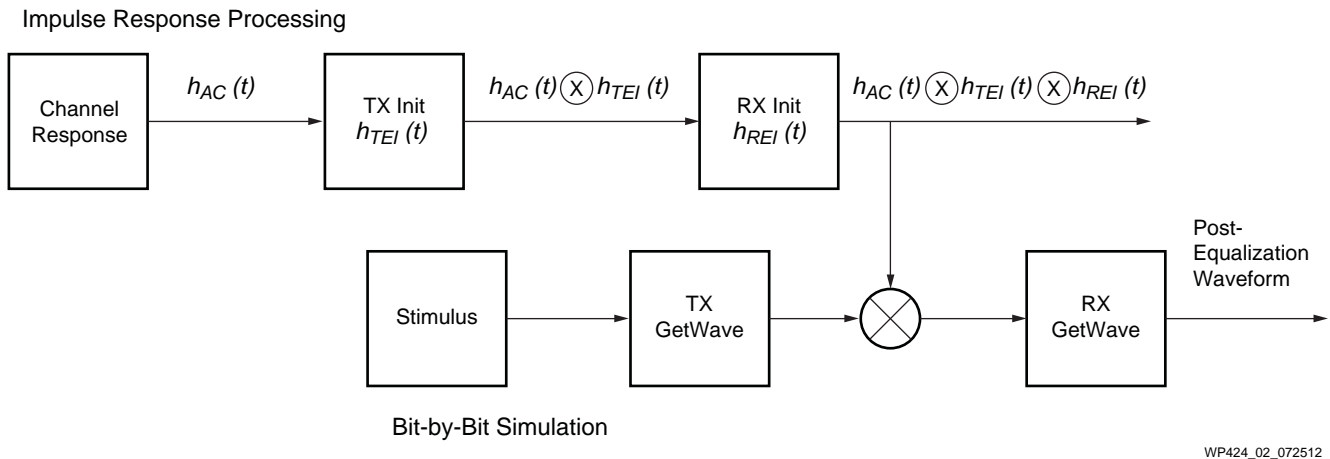 Impulse Response Processing
Channel
Response
h_AC (t)
TX Init
h_TEI (t)
h_AC (t) ⓧ h_TEI (t)
RX Init
h_REI (t)
h_AC (t) ⓧ h_TEI (t) ⓧ h_REI (t)
Stimulus
TX
GetWave
RX
GetWave
Post-
Equalization
Waveform
Bit-by-Bit Simulation
WP424_02_072512